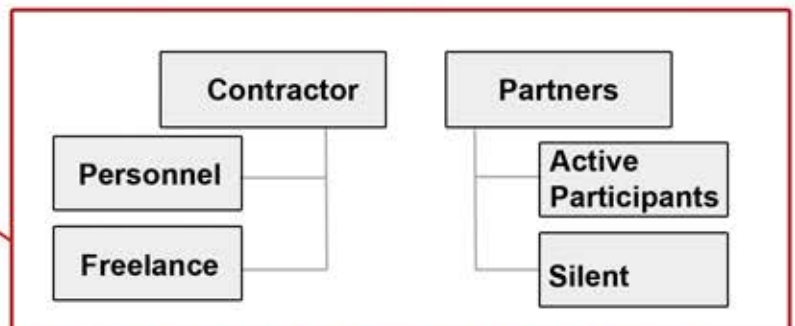 Contractor
Partners
Personnel
Freelance
Active
Participants
Silent